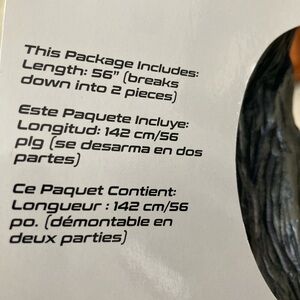 This Package Includes:
Length: 56" (breaks
down into 2 pieces)
Este Paquete Incluye:
Longitud: 142 cm/56
plg (se desarma en dos
partes)
Ce Paquet Contient:
Longueur : 142 cm/56
po. (démontable en
deux parties)